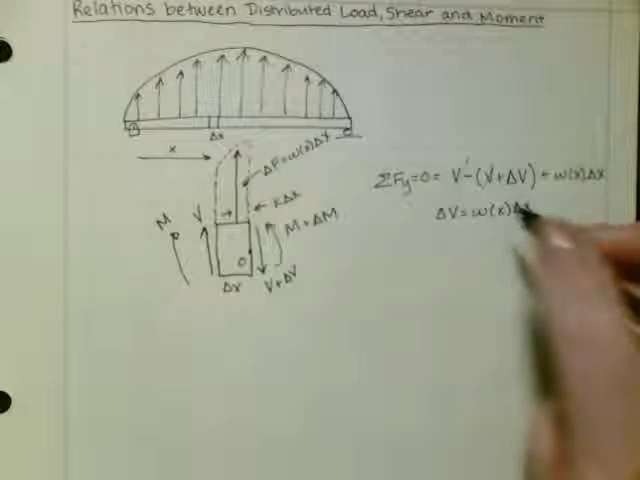 Relations between Distributed Load, Shear and Moment
Δx
x
ΔF=w(x)Δx
KΔx
M
V
M+ΔM
O
Δx
V+ΔV
ΣFy=0= V-(V+ΔV) + w(x)Δx
ΔV=w(x)Δx